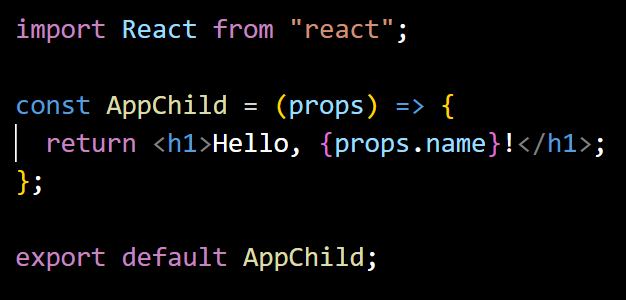 import React from "react";
const AppChild = (props) => {
return <h1>Hello, {props.name}!</h1>;
};
export default AppChild;